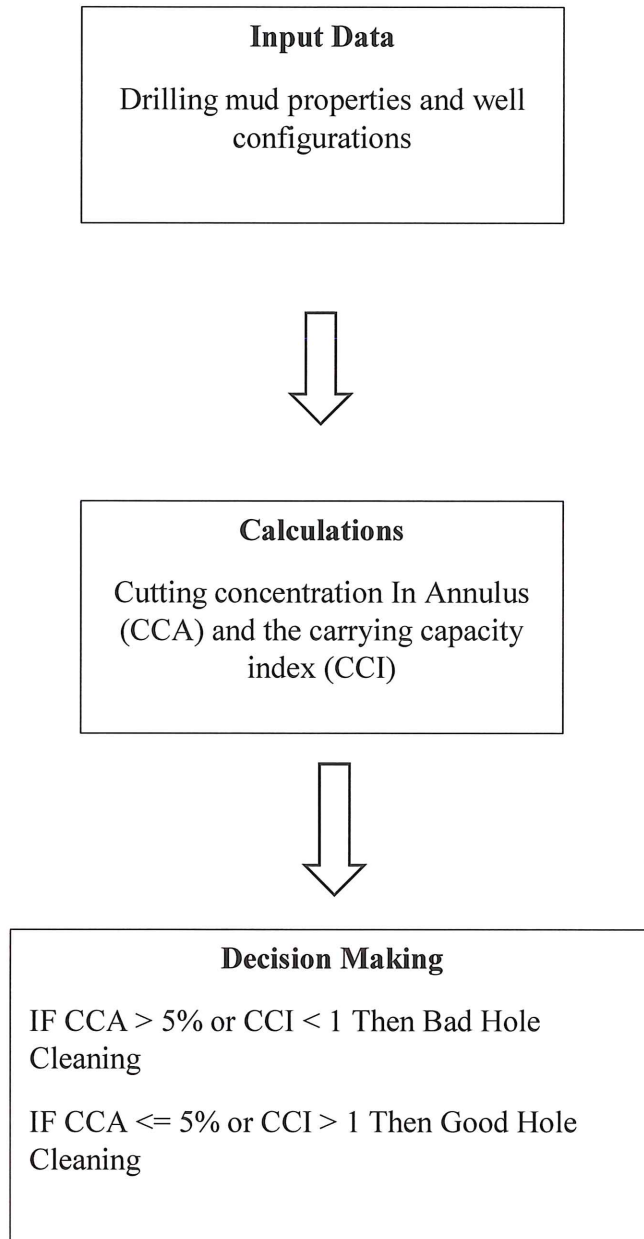 Input Data
Drilling mud properties and well
configurations
Calculations
Cutting concentration In Annulus
(CCA) and the carrying capacity
index (CCI)
Decision Making
IF CCA > 5% or CCI < 1 Then Bad Hole
Cleaning
IF CCA <= 5% or CCI > 1 Then Good Hole
Cleaning